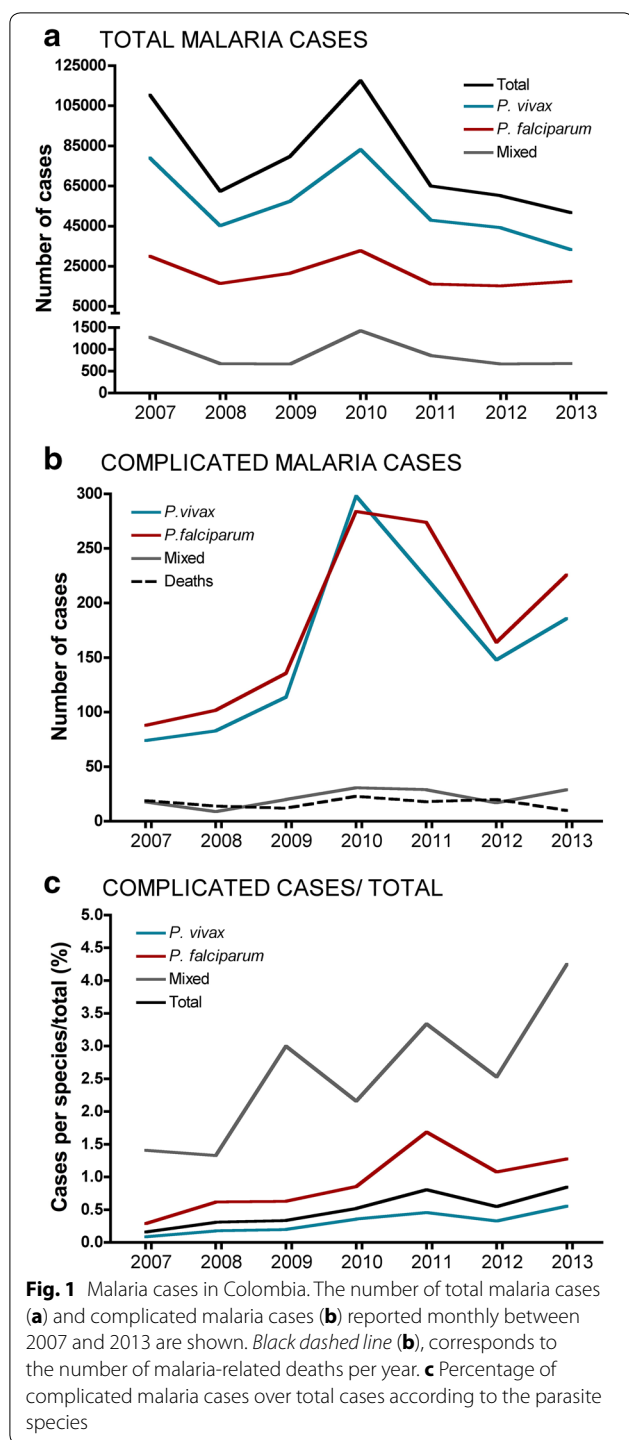 a TOTAL MALARIA CASES
125000
105000
85000
65000
45000
25000
5000
1500
1000
500
0
Number of cases
Total
P. vivax
P. falciparum
Mixed
2007 2008 2009 2010 2011 2012 2013
b COMPLICATED MALARIA CASES
300
250
200
150
100
50
0
Number of cases
P.vivax
P.falciparum
Mixed
Deaths
2007 2008 2009 2010 2011 2012 2013
c COMPLICATED CASES/ TOTAL
5.0
4.5
4.0
3.5
3.0
2.5
2.0
1.5
1.0
0.5
0.0
Cases per species/total (%)
P. vivax
P. falciparum
Mixed
Total
2007 2008 2009 2010 2011 2012 2013
Fig. 1 Malaria cases in Colombia. The number of total malaria cases
(a) and complicated malaria cases (b) reported monthly between
2007 and 2013 are shown. Black dashed line (b), corresponds to
the number of malaria-related deaths per year. c Percentage of
complicated malaria cases over total cases according to the parasite
species